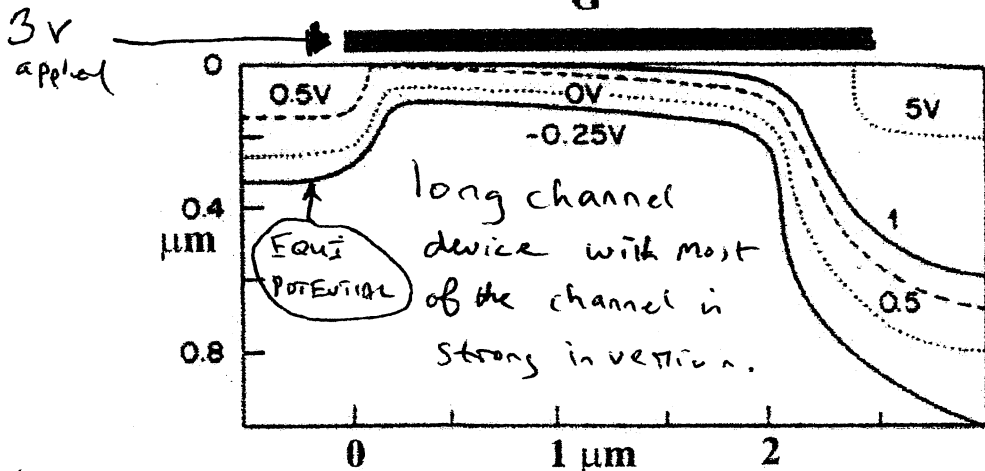 G
3V
applied
0
0.5V
0V
5V
-0.25V
long channel
0.4
μm
EQUI
POTENTIAL
device with most
1
of the channel in
0.5
strong inversion.
0.8
0
1 μm
2